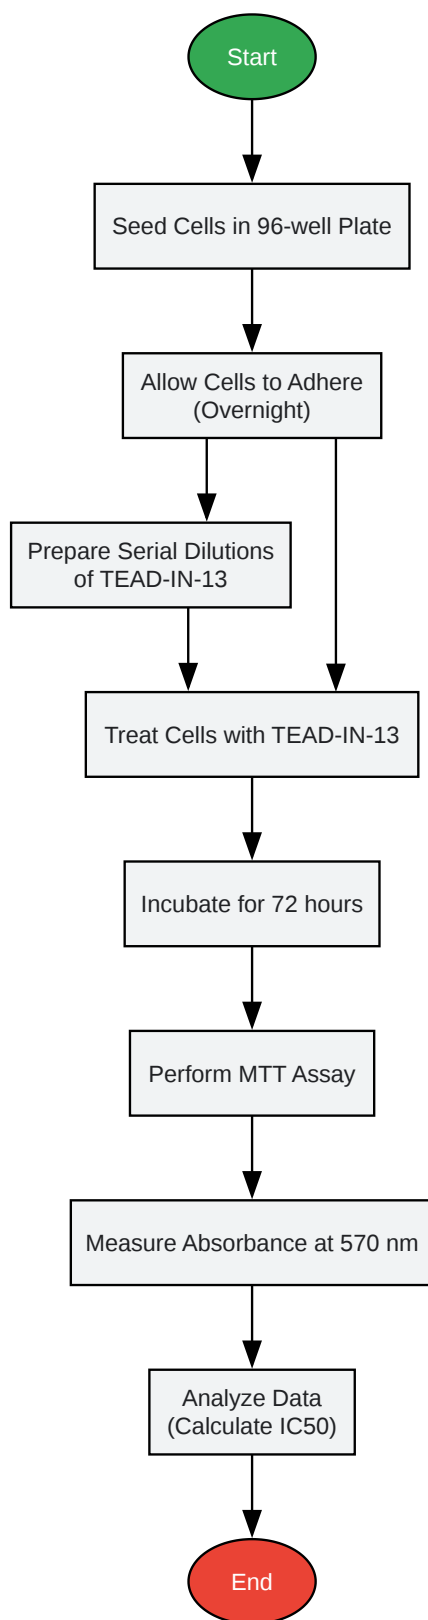 Start
Seed Cells in 96-well Plate
Allow Cells to Adhere
(Overnight)
Prepare Serial Dilutions
of TEAD-IN-13
Treat Cells with TEAD-IN-13
Incubate for 72 hours
Perform MTT Assay
Measure Absorbance at 570 nm
Analyze Data
(Calculate IC50)
End